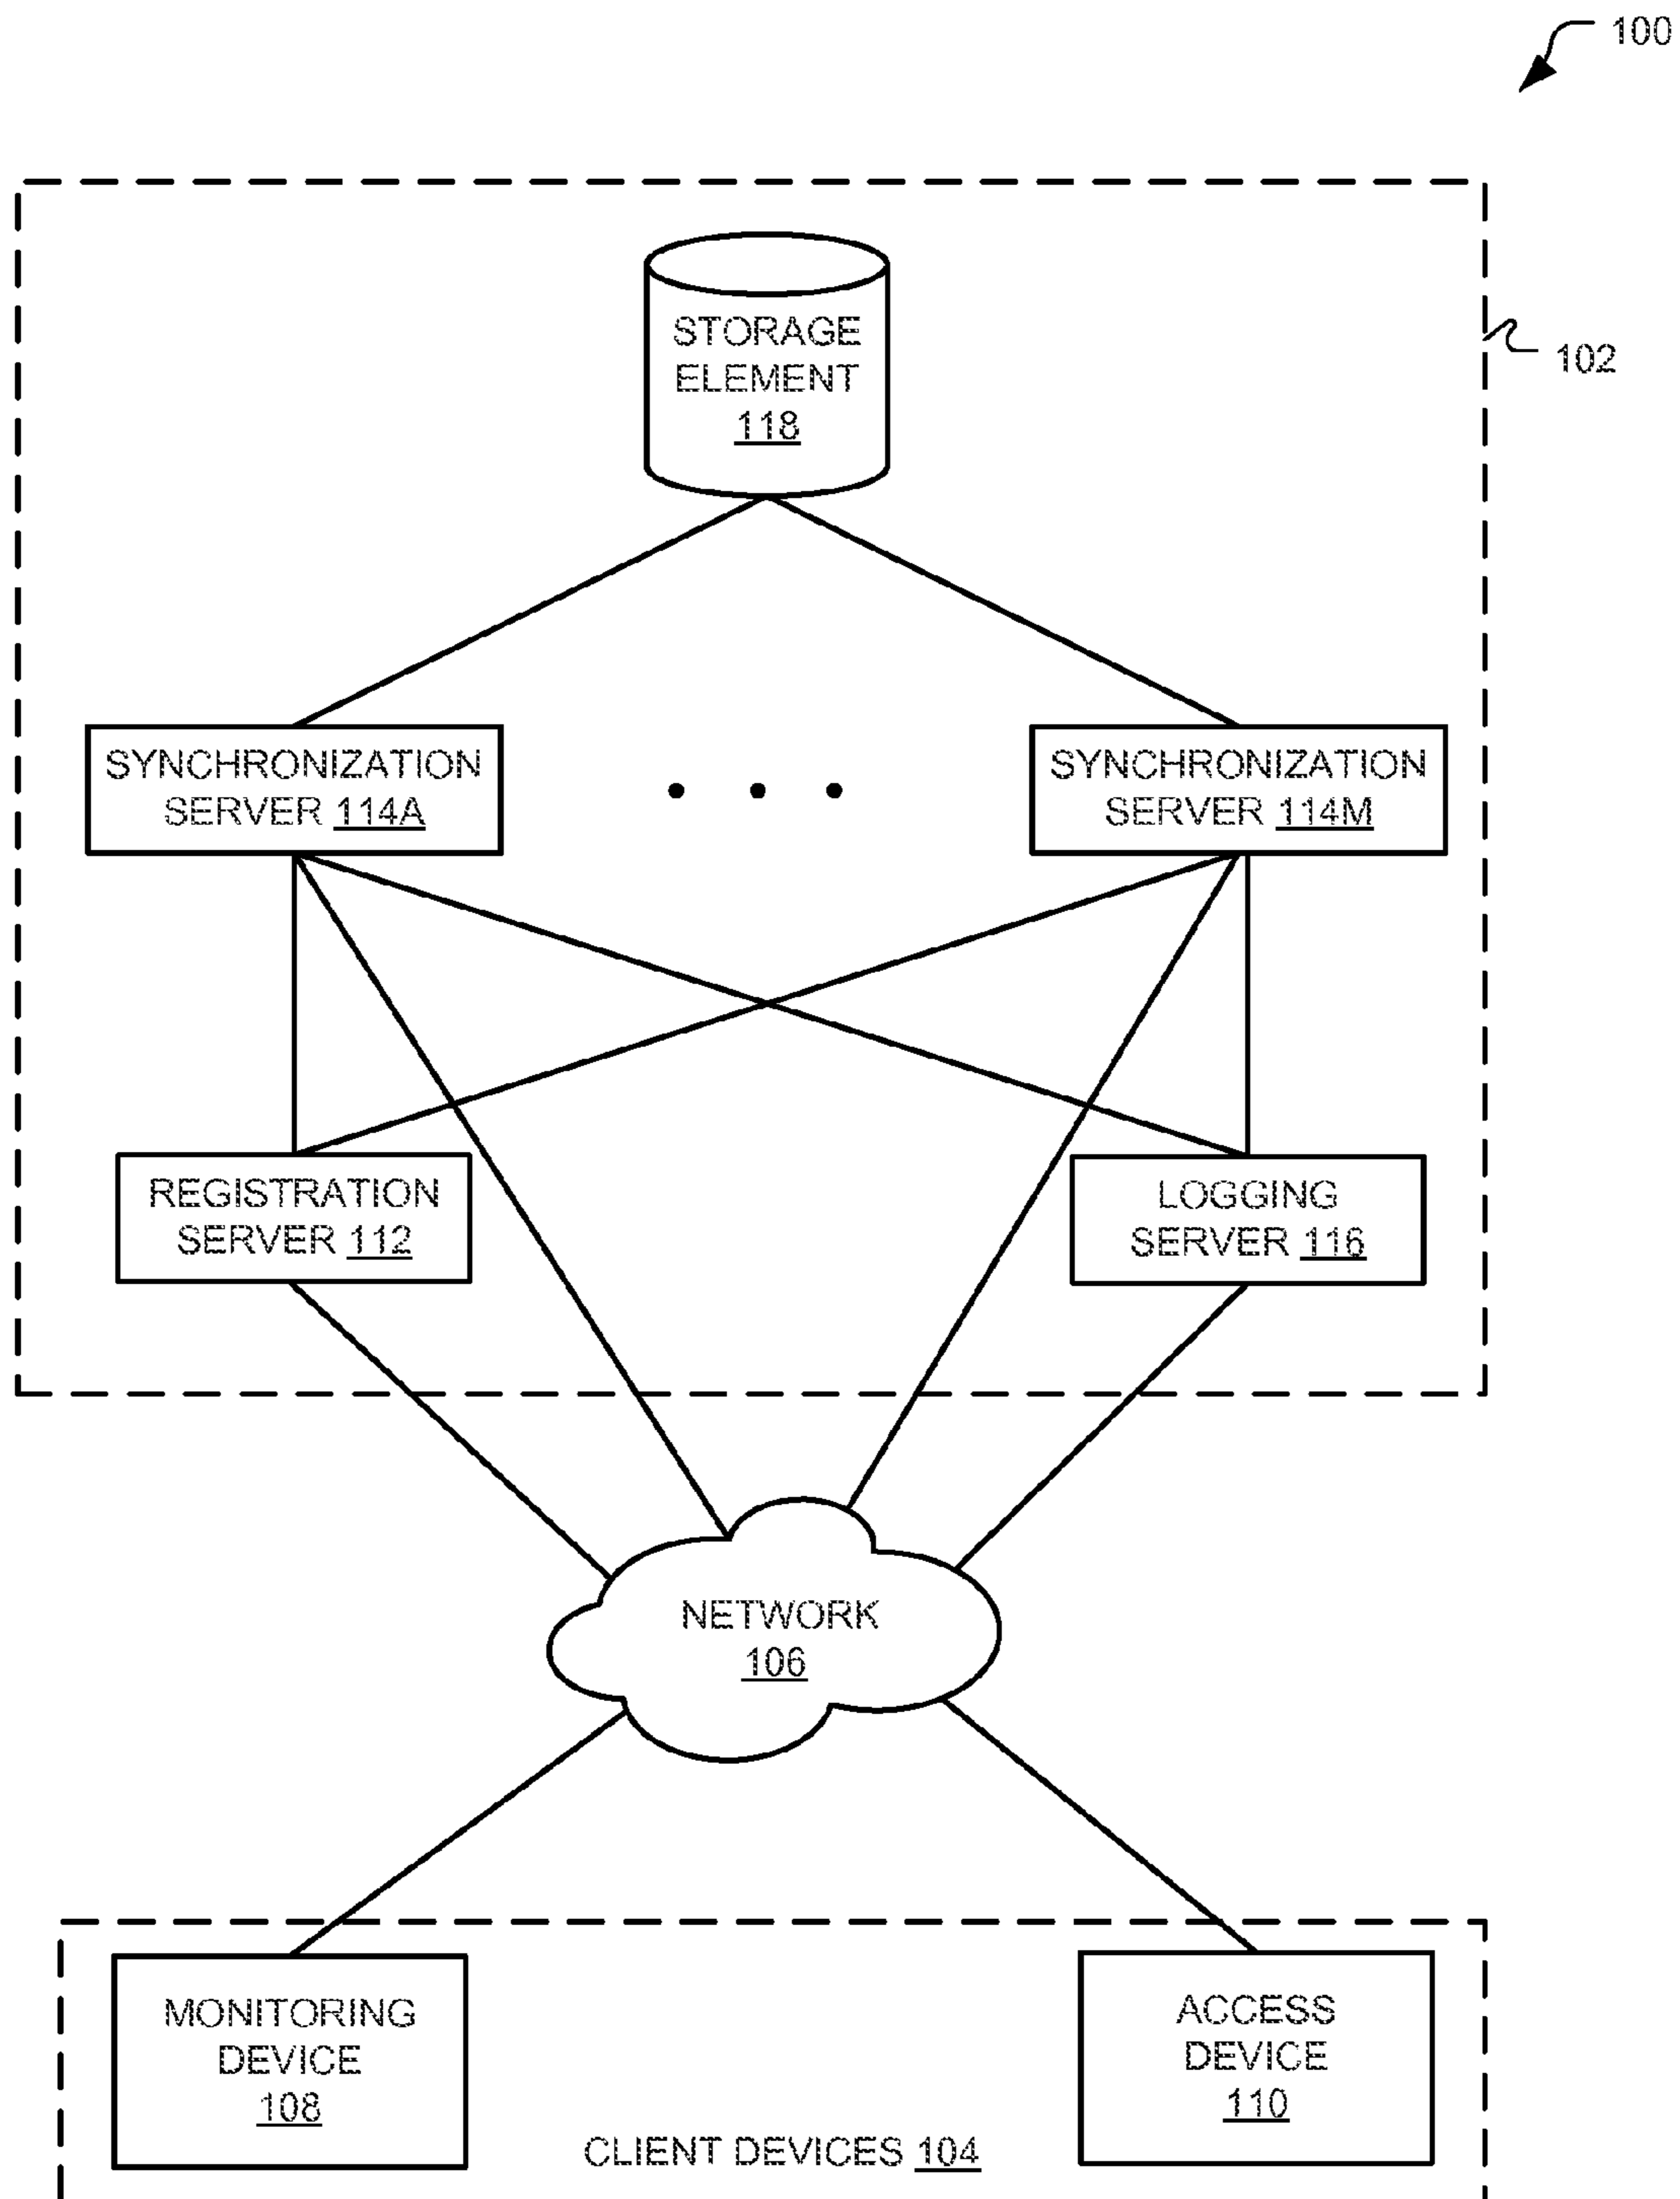 100
102
STORAGE
ELEMENT
118
SYNCHRONIZATION
SERVER 114A
SYNCHRONIZATION
SERVER 114M
REGISTRATION
SERVER 112
LOGGING
SERVER 116
NETWORK
106
MONITORING
DEVICE
108
ACCESS
DEVICE
110
CLIENT DEVICES 104